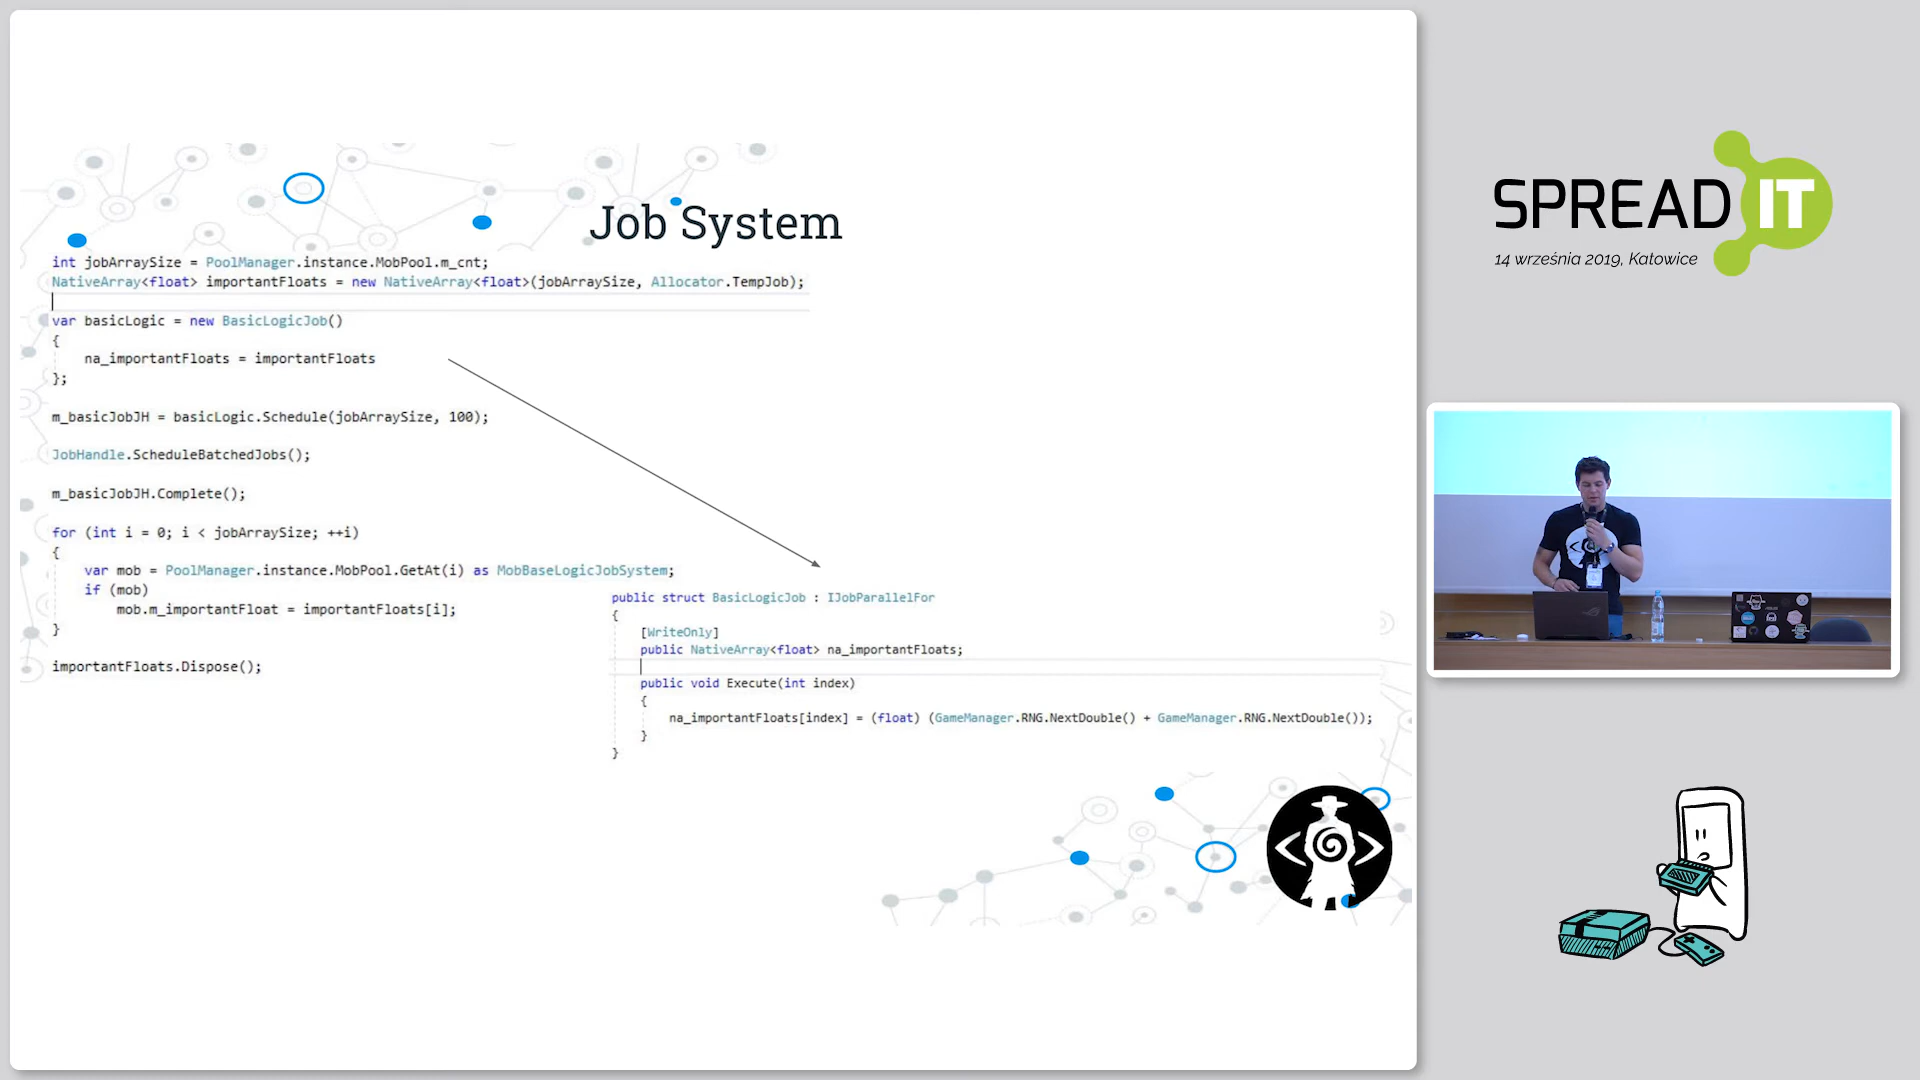 Job System
int jobArraySize = PoolManager.instance.MobPool.m_cnt;
NativeArray<float> importantFloats = new NativeArray<float>(jobArraySize, Allocator.TempJob);
var basicLogic = new BasicLogicJob()
{
na_importantFloats = importantFloats
};
m_basicJobJH = basicLogic.Schedule(jobArraySize, 100);
JobHandle.ScheduleBatchedJobs();
m_basicJobJH.Complete();
for (int i = 0; i < jobArraySize; ++i)
{
var mob = PoolManager.instance.MobPool.GetAt(i) as MobBaseLogicJobSystem;
if (mob)
mob.m_importantFloat = importantFloats[i];
}
importantFloats.Dispose();
public struct BasicLogicJob : IJobParallelFor
{
[WriteOnly]
public NativeArray<float> na_importantFloats;
public void Execute(int index)
{
na_importantFloats[index] = (float) (GameManager.RNG.NextDouble() + GameManager.RNG.NextDouble());
}
}
SPREAD IT
14 września 2019, Katowice